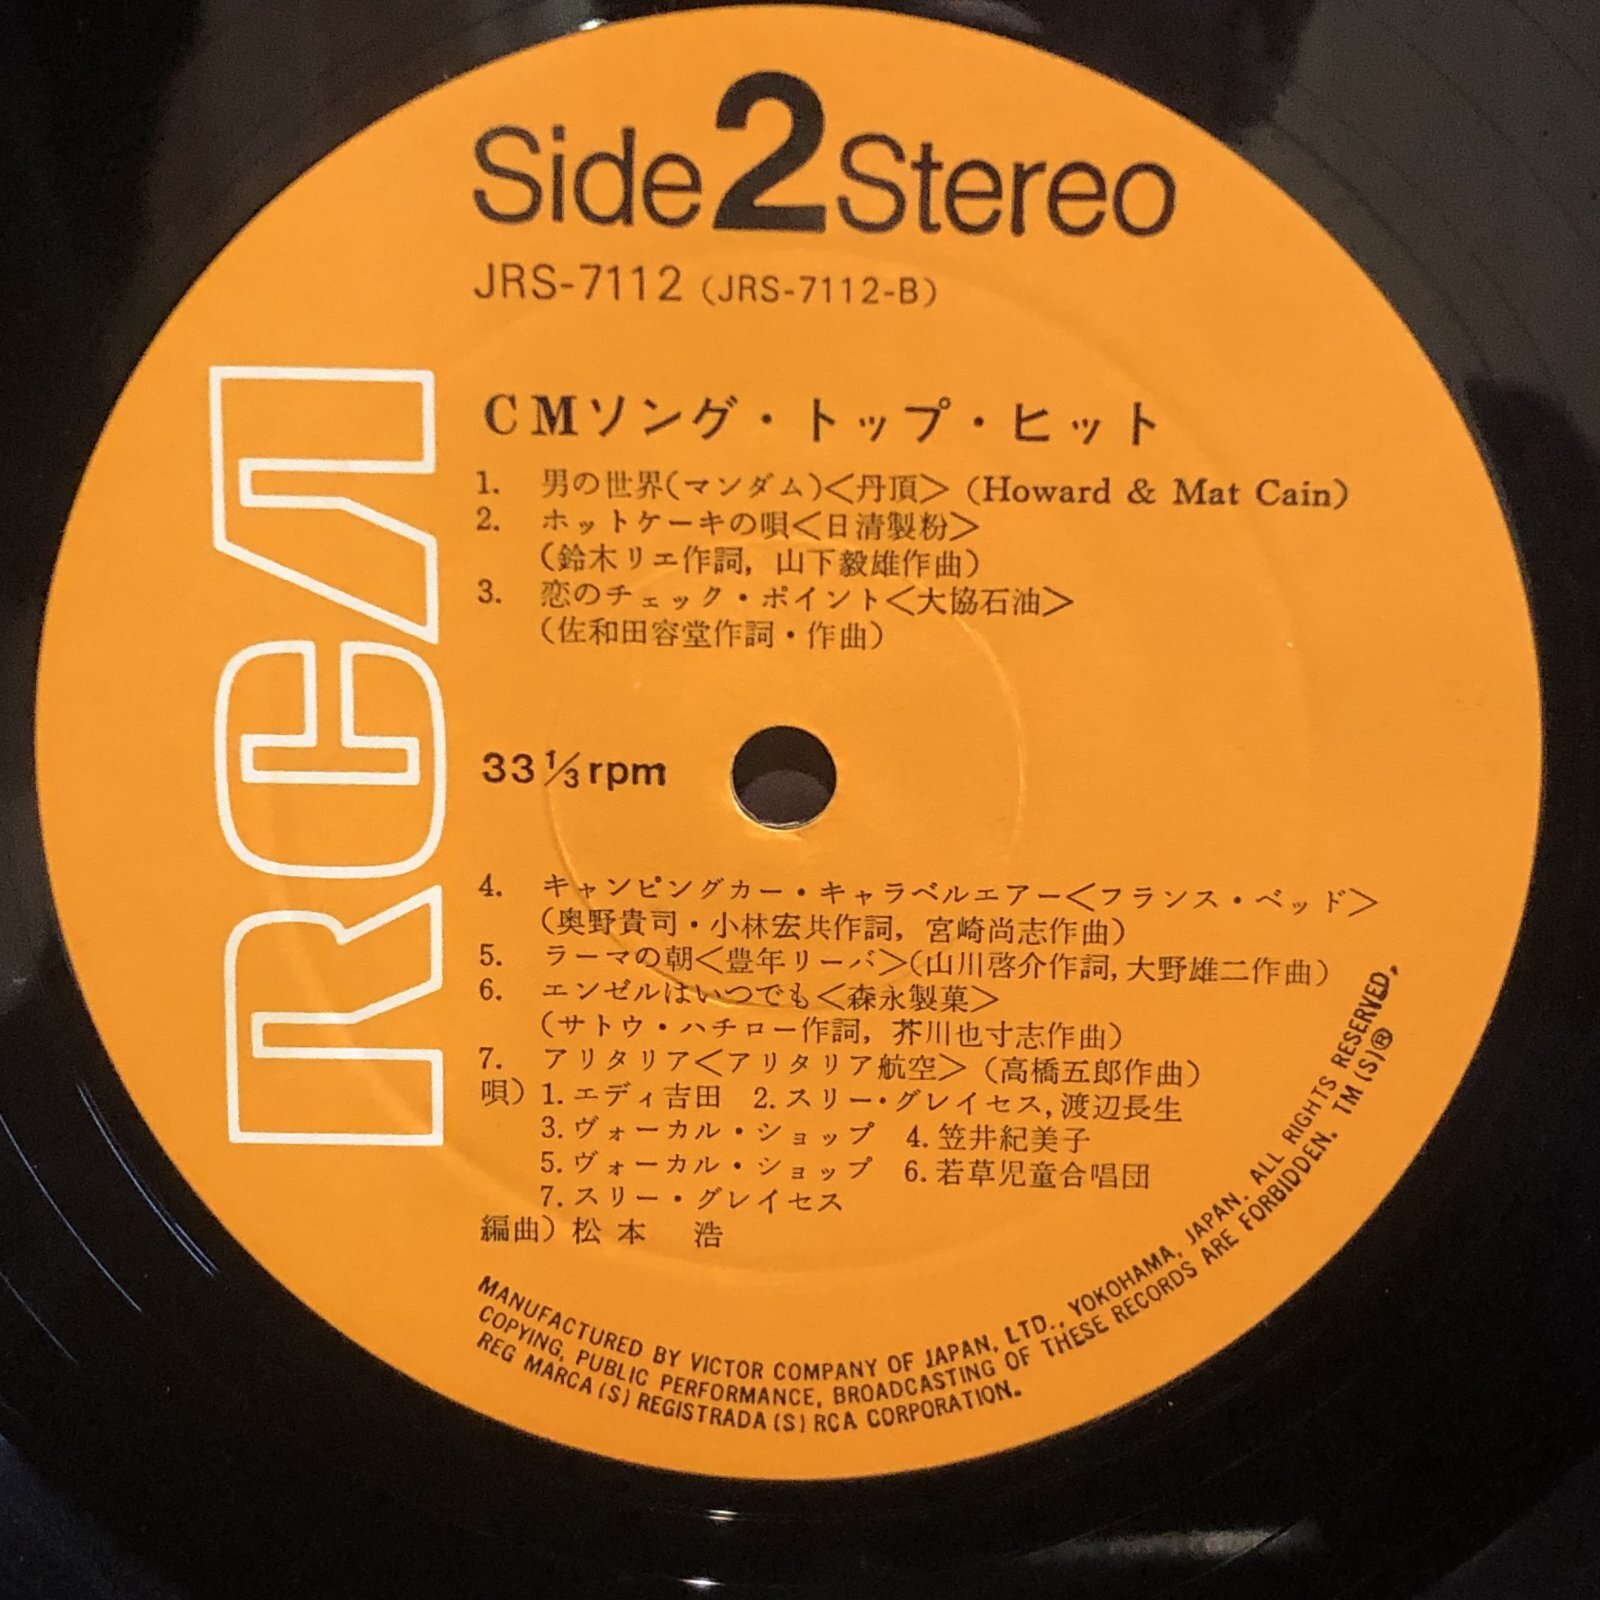 Side 2 Stereo
JRS-7112 (JRS-7112-B)
RCA
CMソング・トップ・ヒット
1. 男の世界(マンダム)<丹頂> (Howard & Mat Cain)
2. ホットケーキの唄<日清製粉>
(鈴木リエ作詞, 山下毅雄作曲)
3. 恋のチェック・ポイント<大協石油>
(佐和田容堂作詞・作曲)
33 1/3 rpm
4. キャンピングカー・キャラベルエアー<フランス・ベッド>
(奥野貴司・小林宏共作詞, 宮崎尚志作曲)
5. ラーマの朝<豊年リーバ>(山川啓介作詞, 大野雄二作曲)
6. エンゼルはいつでも<森永製菓>
(サトウ・ハチロー作詞, 芥川也寸志作曲)
7. アリタリア<アリタリア航空> (高橋五郎作曲)
唄) 1. エディ吉田 2. スリー・グレイセス, 渡辺長生
3. ヴォーカル・ショップ 4. 笠井紀美子
5. ヴォーカル・ショップ 6. 若草児童合唱団
7. スリー・グレイセス
編曲) 松本 浩
MANUFACTURED BY VICTOR COMPANY OF JAPAN, LTD., YOKOHAMA, JAPAN. ALL RIGHTS RESERVED,
COPYING, PUBLIC PERFORMANCE, BROADCASTING OF THESE RECORDS ARE FORBIDDEN. TM(S)®
REG MARCA(S) REGISTRADA(S) RCA CORPORATION.